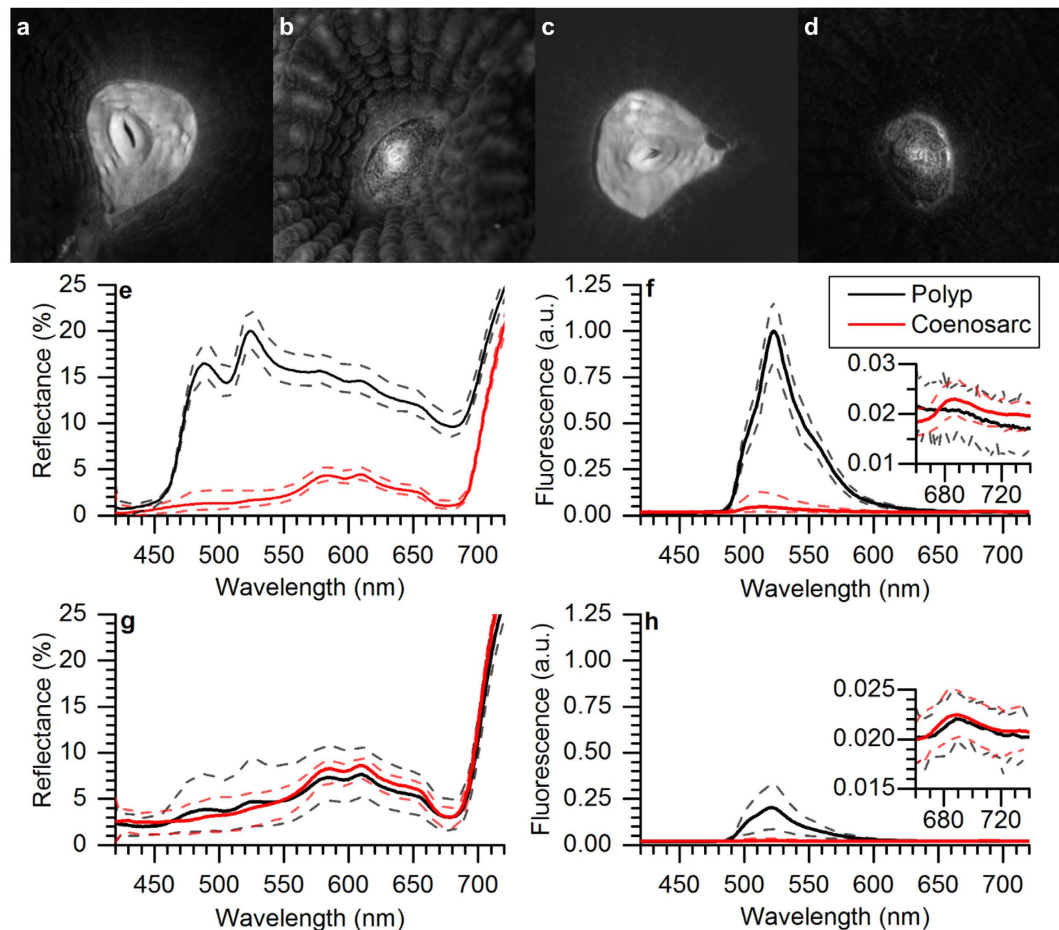 a b c d
e
25
20
15
10
5
0
Reflectance (%)
450 500 550 600 650 700
Wavelength (nm)
f
1.25
1.00
0.75
0.50
0.25
0.00
Fluorescence (a.u.)
450 500 550 600 650 700
Wavelength (nm)
Polyp
Coenosarc
0.03
0.02
0.01
680 720
g
25
20
15
10
5
0
Reflectance (%)
450 500 550 600 650 700
Wavelength (nm)
h
1.25
1.00
0.75
0.50
0.25
0.00
Fluorescence (a.u.)
450 500 550 600 650 700
Wavelength (nm)
0.025
0.020
0.015
680 720